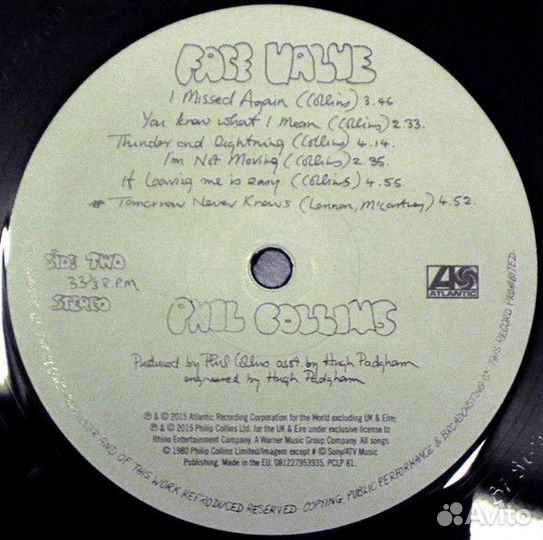 FACE VALUE
I Missed Again (Collins) 3.46
You know what I Mean (Collins) 2.33.
Thunder and Lightning (Collins) 4.14.
I'm Not Moving (Collins) 2.35.
If leaving me is easy (Collins) 4.55
# Tomorrow Never Knows (Lennon, McCartney) 4.52.
SIDE TWO
33⅓ R.P.M
STEREO
ATLANTIC
PHIL COLLINS
Produced by Phil Collins asst. by Hugh Padgham
engineered by Hugh Padgham
℗ & © 2015 Atlantic Recording Corporation for the World excluding UK & Eire;
℗ & © 2015 Philip Collins Ltd. for the UK & Eire under exclusive license to
Rhino Entertainment Company. A Warner Music Group Company. All songs
© 1980 Philip Collins Limited/Imagem except # © Sony/ATV Music
Publishing. Made in the EU. 081227953935. PCLP 81.
AND OF THIS WORK REPRODUCED RESERVED · COPYING, PUBLIC PERFORMANCE & BROADCASTING OF THIS RECORD PROHIBITED.
Avito